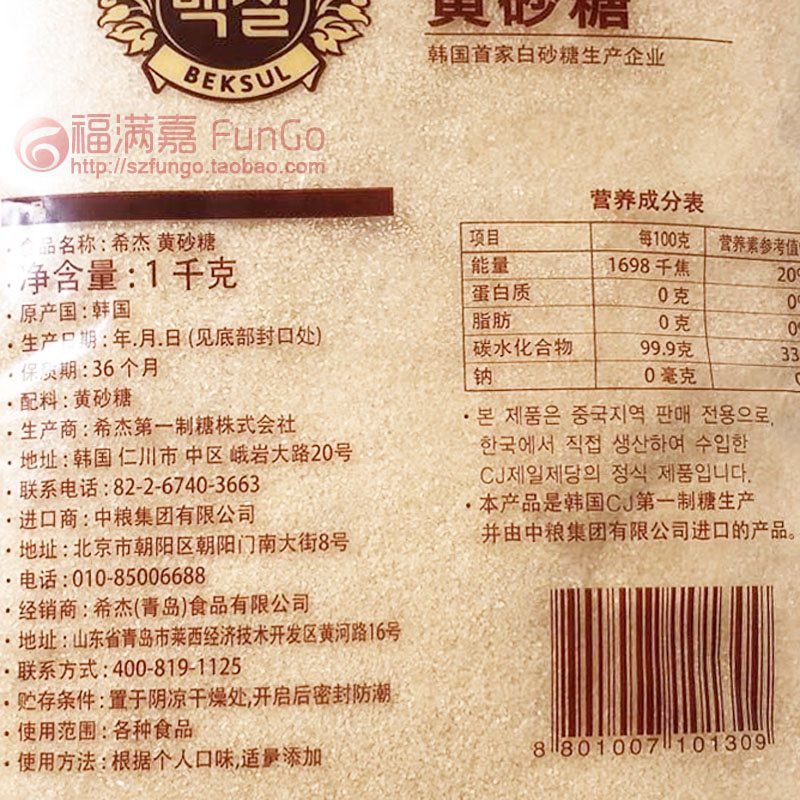 백설
BEKSUL
黄砂糖
韩国首家白砂糖生产企业
福满嘉 FunGo
http://szfungo.taobao.com
·食品名称：希杰 黄砂糖
·净含量：1 千克
·原产国：韩国
·生产日期：年.月.日 (见底部封口处)
·保质期：36 个月
·配料：黄砂糖
·生产商：希杰第一制糖株式会社
·地址：韩国 仁川市 中区 峨岩大路20号
·联系电话：82-2-6740-3663
·进口商：中粮集团有限公司
·地址：北京市朝阳区朝阳门南大街8号
·电话：010-85006688
·经销商：希杰(青岛)食品有限公司
·地址：山东省青岛市莱西经济技术开发区黄河路16号
·联系方式：400-819-1125
·贮存条件：置于阴凉干燥处,开启后密封防潮
·使用范围：各种食品
·使用方法：根据个人口味,适量添加
营养成分表
项目 每100克 营养素参考值
能量 1698 千焦 20
蛋白质 0 克 0
脂肪 0 克 0
碳水化合物 99.9克 33
钠 0 毫克 0
·본 제품은 중국지역 판매 전용으로,
한국에서 직접 생산하여 수입한
CJ제일제당의 정식 제품입니다.
·本产品是韩国CJ第一制糖生产
并由中粮集团有限公司进口的产品。
8 801007 101309